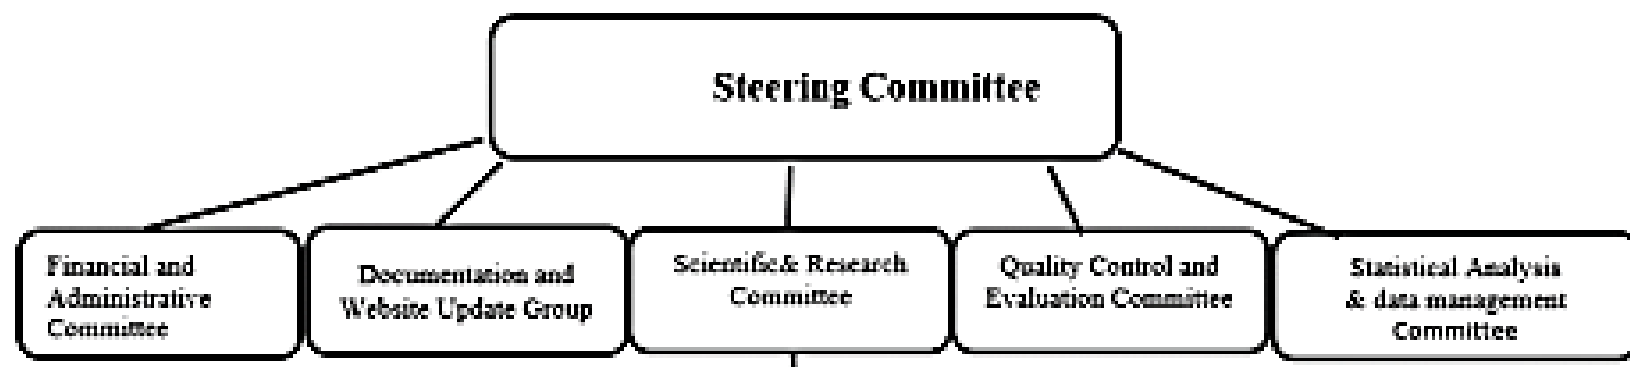 Steering Committee
Financial and
Administrative
Committee
Documentation and
Website Update Group
Scientific& Research
Committee
Quality Control and
Evaluation Committee
Statistical Analysis
& data management
Committee